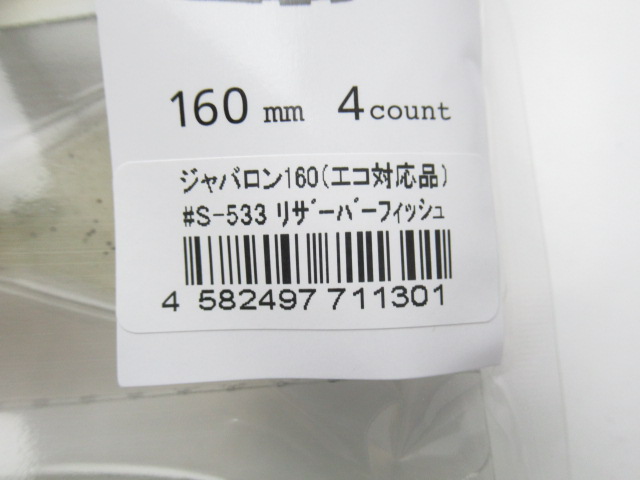 160 mm 4 count
ジャバロン160(エコ対応品)
#S-533 リザーバーフィッシュ
4 582497 711301